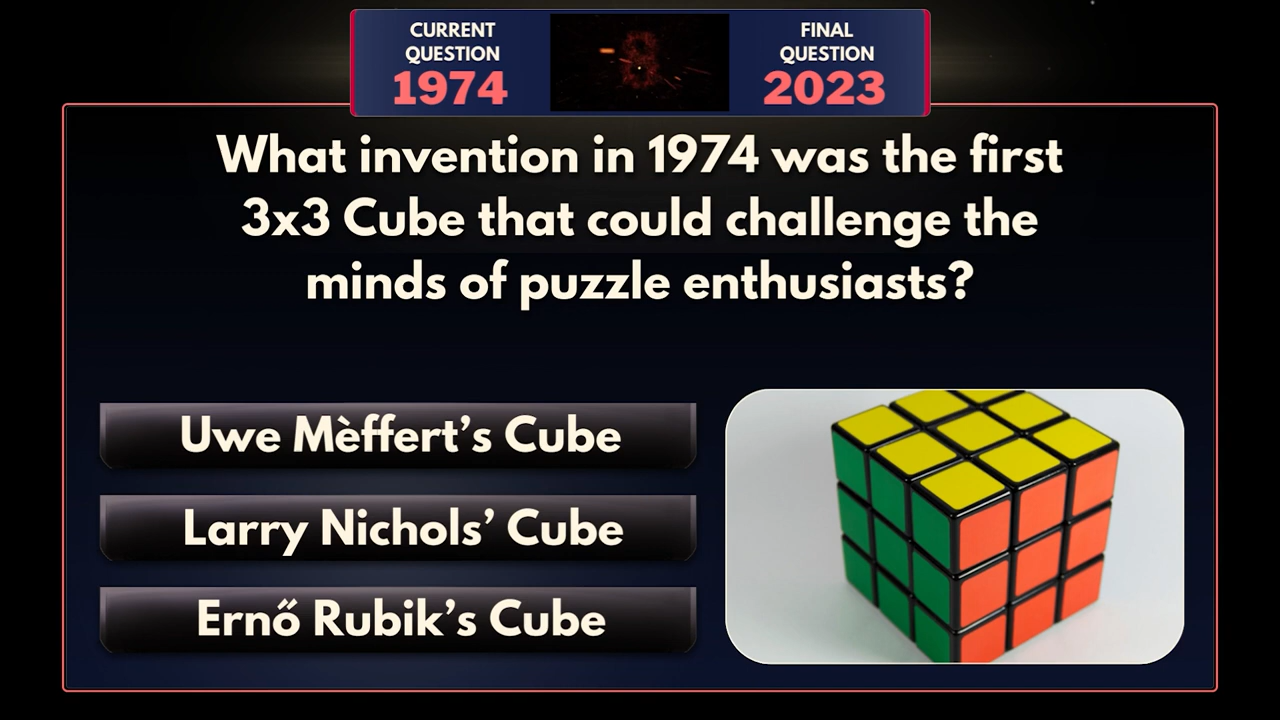 CURRENT
QUESTION
1974
FINAL
QUESTION
2023
What invention in 1974 was the first
3x3 Cube that could challenge the
minds of puzzle enthusiasts?
Uwe Mèffert’s Cube
Larry Nichols’ Cube
Ernő Rubik’s Cube